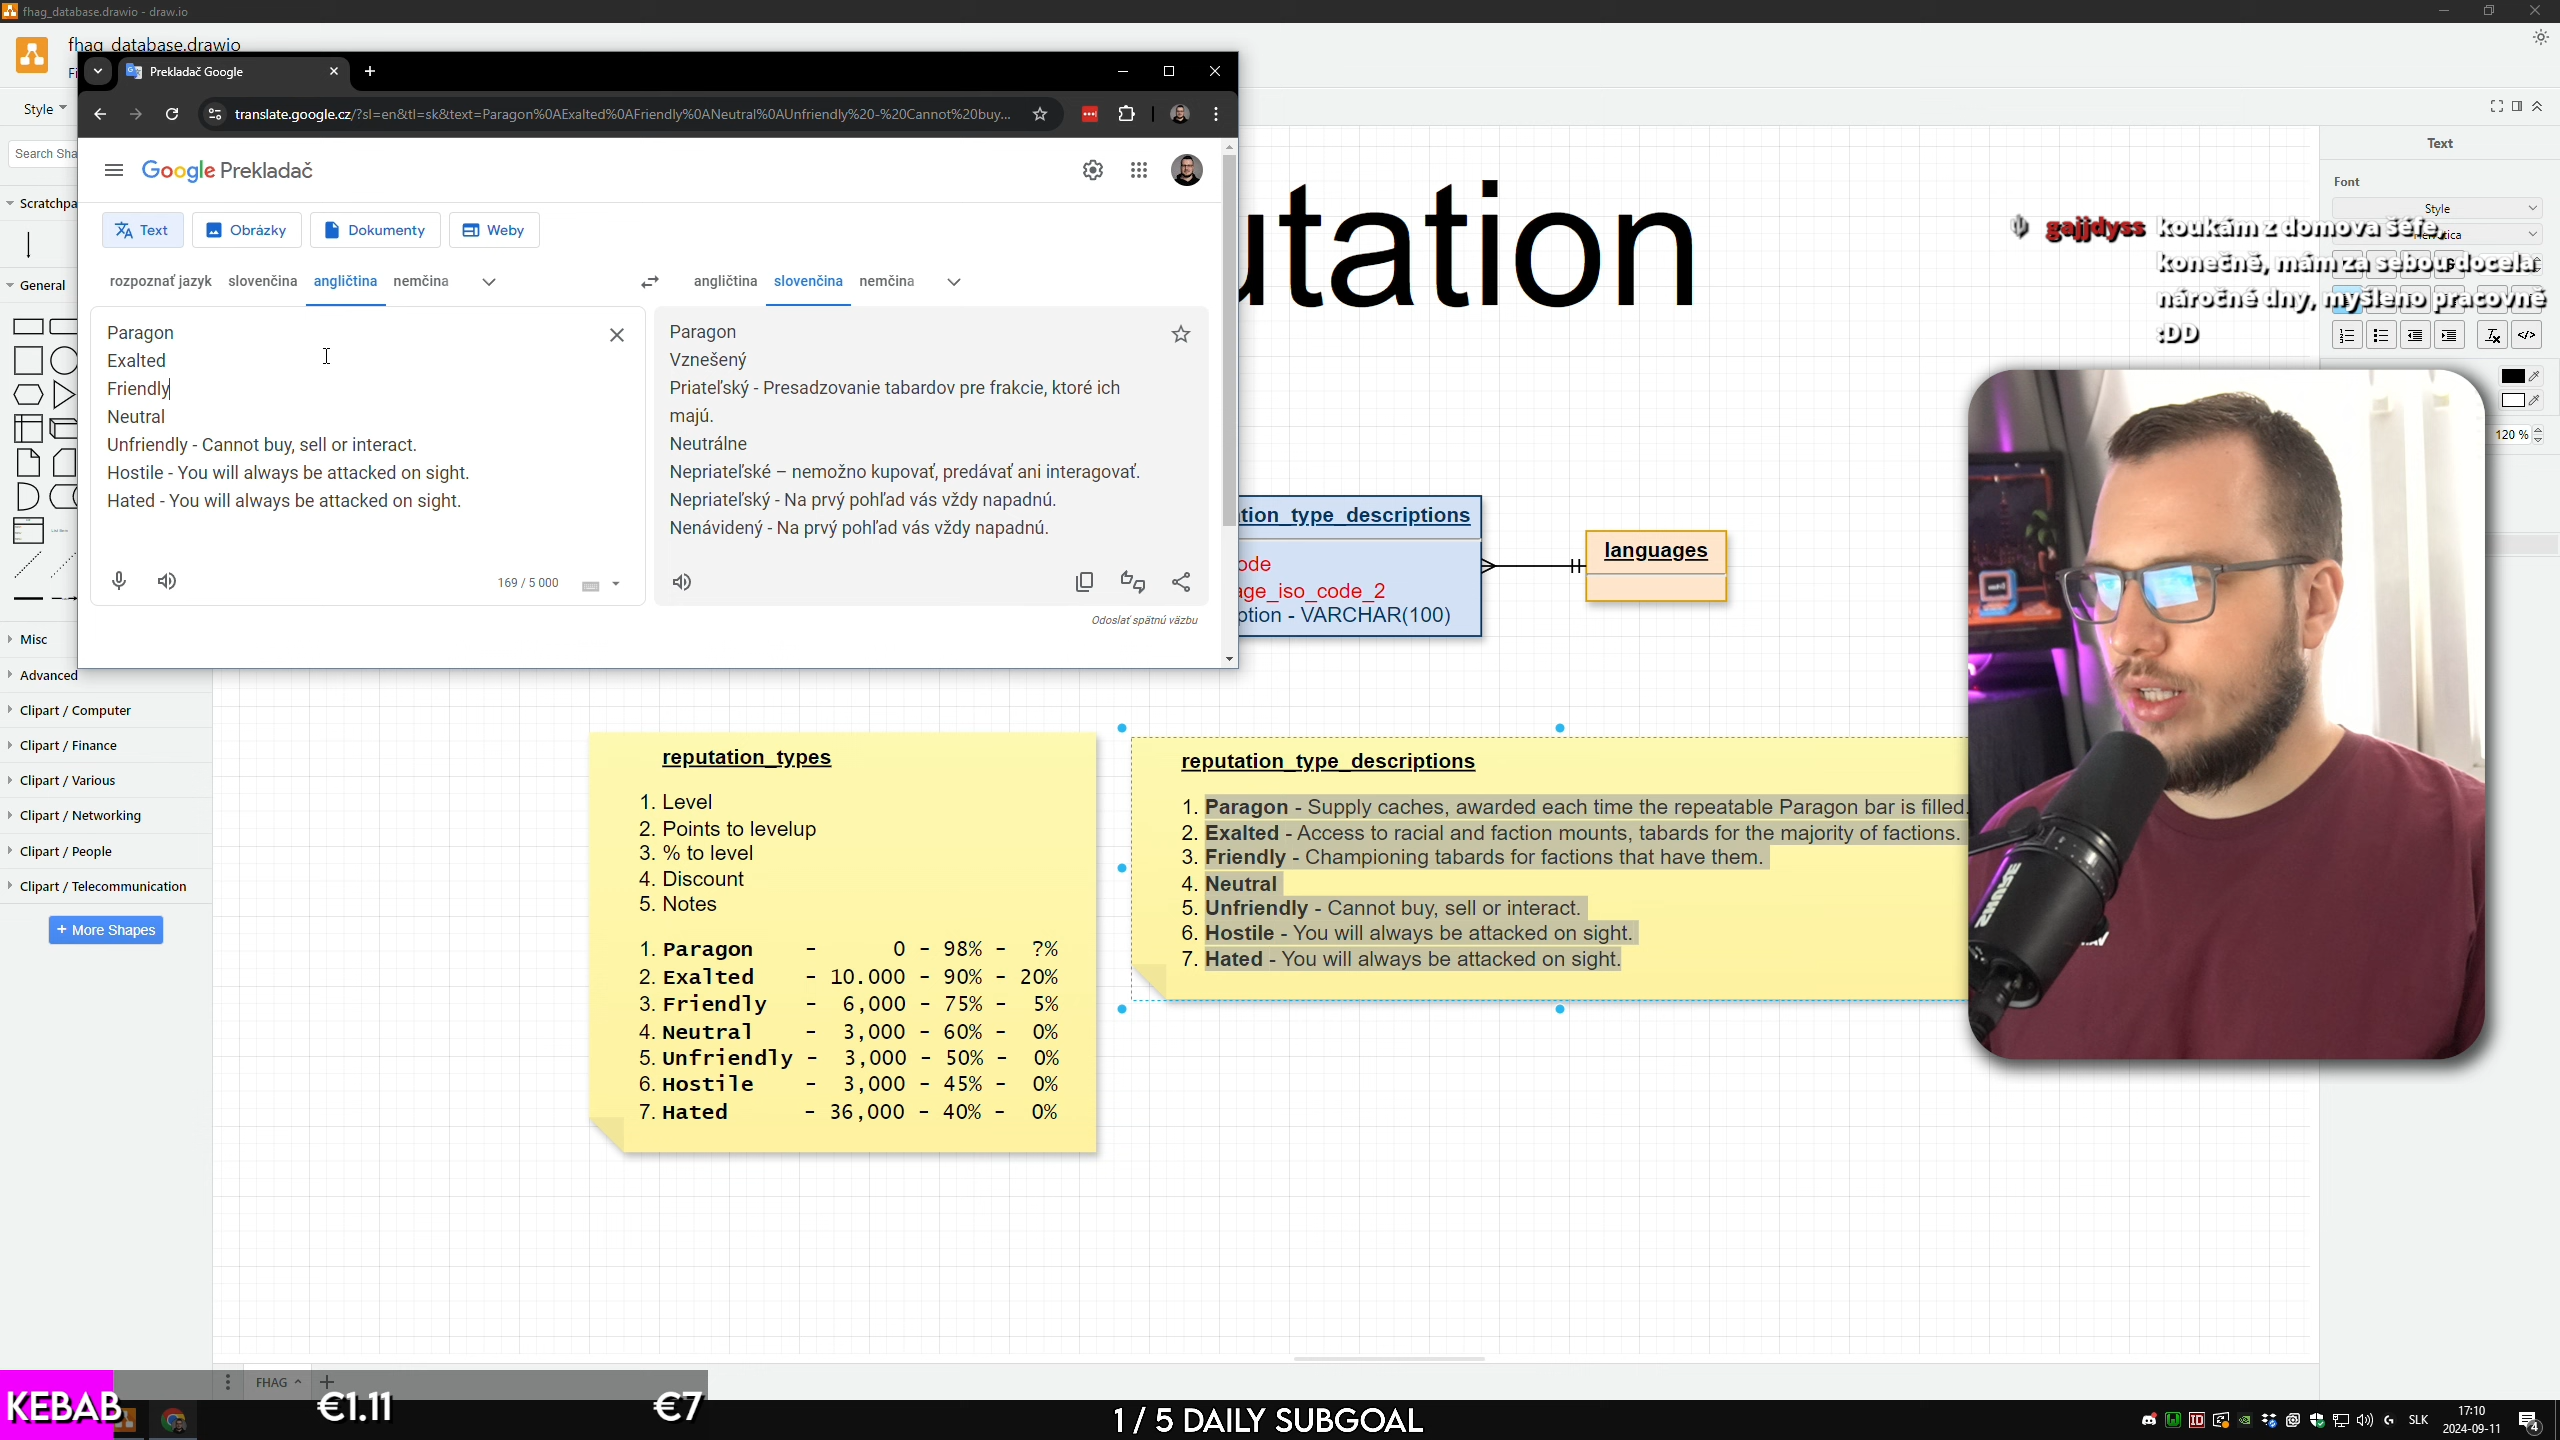 fhag_database.drawio - draw.io
fhag_database.drawio
Prekladač Google
Style
translate.google.cz/?sl=en&tl=sk&text=Paragon%0AExalted%0AFriendly%0ANeutral%0AUnfriendly%20-%20Cannot%20buy...
Search Sha
Google Prekladač
Text
Font
Style
Scratchpa
General
Text
Obrázky
Dokumenty
Weby
rozpoznať jazyk slovenčina angličtina nemčina
angličtina slovenčina nemčina
Paragon
Exalted
Friendly
Neutral
Unfriendly - Cannot buy, sell or interact.
Hostile - You will always be attacked on sight.
Hated - You will always be attacked on sight.
169 / 5 000
Paragon
Vznešený
Priateľský - Presadzovanie tabardov pre frakcie, ktoré ich
majú.
Neutrálne
Nepriateľské – nemožno kupovať, predávať ani interagovať.
Nepriateľský - Na prvý pohľad vás vždy napadnú.
Nenávidený - Na prvý pohľad vás vždy napadnú.
Odoslať spätnú väzbu
utation
gajjdyss koukám z domova šéfe,
konečně, mám za sebou docela
náročné dny, myšleno pracovně
:DD
120 %
tion_type_descriptions
ode
age_iso_code_2
ption - VARCHAR(100)
languages
Misc
Advanced
Clipart / Computer
Clipart / Finance
Clipart / Various
Clipart / Networking
Clipart / People
Clipart / Telecommunication
+ More Shapes
reputation_types
1. Level
2. Points to levelup
3. % to level
4. Discount
5. Notes
1. Paragon - 0 - 98% - ?%
2. Exalted - 10.000 - 90% - 20%
3. Friendly - 6,000 - 75% - 5%
4. Neutral - 3,000 - 60% - 0%
5. Unfriendly - 3,000 - 50% - 0%
6. Hostile - 3,000 - 45% - 0%
7. Hated - 36,000 - 40% - 0%
reputation_type_descriptions
1. Paragon - Supply caches, awarded each time the repeatable Paragon bar is filled.
2. Exalted - Access to racial and faction mounts, tabards for the majority of factions.
3. Friendly - Championing tabards for factions that have them.
4. Neutral
5. Unfriendly - Cannot buy, sell or interact.
6. Hostile - You will always be attacked on sight.
7. Hated - You will always be attacked on sight.
FHAG
KEBAB €1.11 €7
1 / 5 DAILY SUBGOAL
SLK
17:10
2024-09-11
4